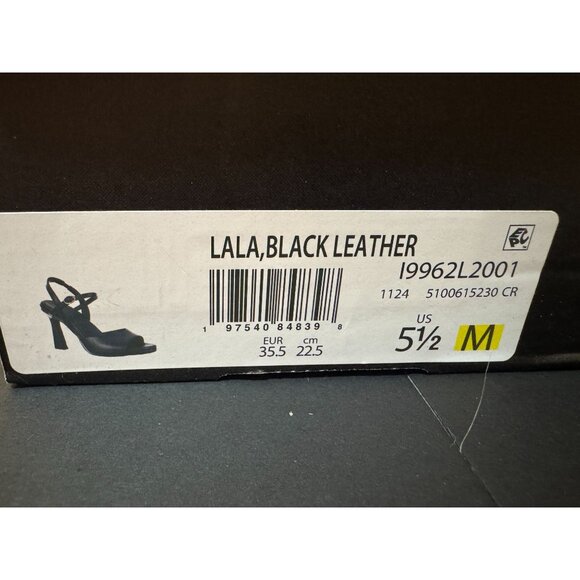 LALA,BLACK LEATHER
I9962L2001
1124 5100615230 CR
1 97540 84839 8
EUR cm
35.5 22.5
US
5½ M